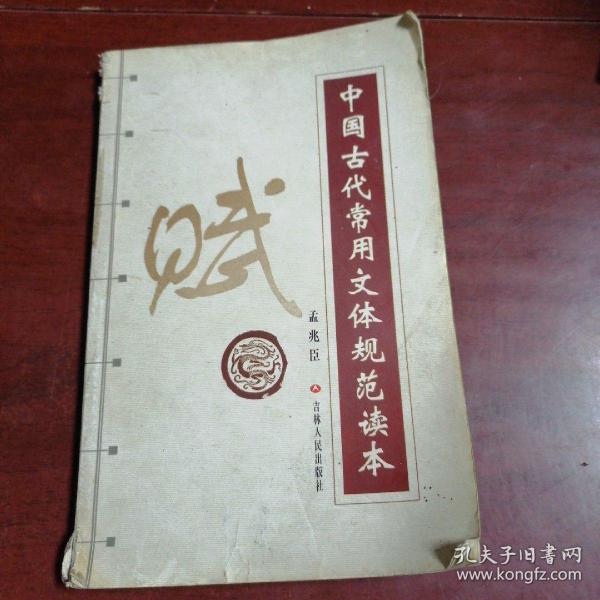 中国古代常用文体规范读本
赋
孟兆臣
吉林人民出版社
孔夫子旧书网
www.kongfz.com